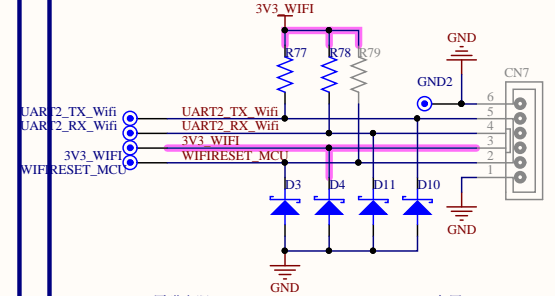 3V3_WIFI
R77 R78 R79
GND
CN7
GND2
6
UART2_TX_Wifi UART2_TX_Wifi 5
UART2_RX_Wifi UART2_RX_Wifi 4
3V3_WIFI 3
3V3_WIFI WIFIRESET_MCU 2
WIFIRESET_MCU 1
D3 D4 D11 D10
GND
GND